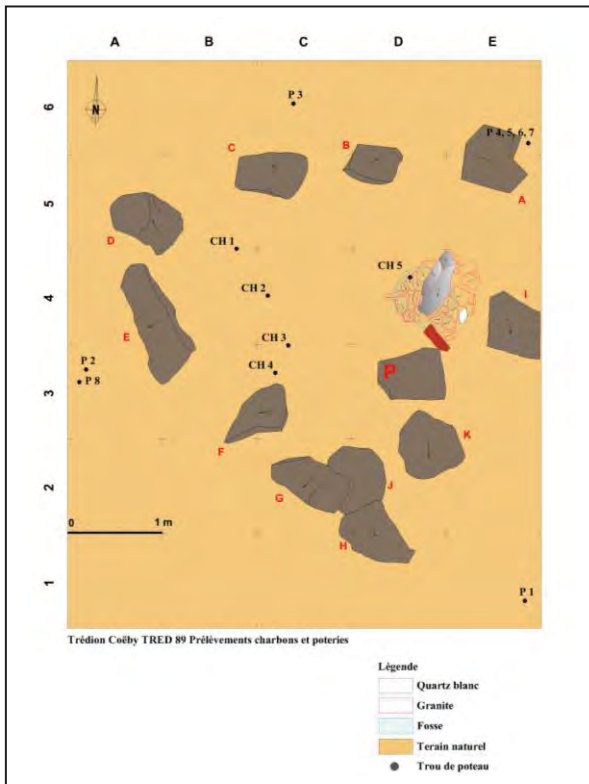 A B C D E
6
P 3
P 4, 5, 6, 7
C
B
A
5
D
CH 1
CH 5
4
CH 2
I
E
CH 3
P 2
CH 4
P
P 8
3
F
K
G
J
2
H
0 1 m
1
P 1
N
Trédion Coëby TRED 89 Prélèvements charbons et poteries
Légende
Quartz blanc
Granite
Fosse
Terain naturel
Trou de poteau